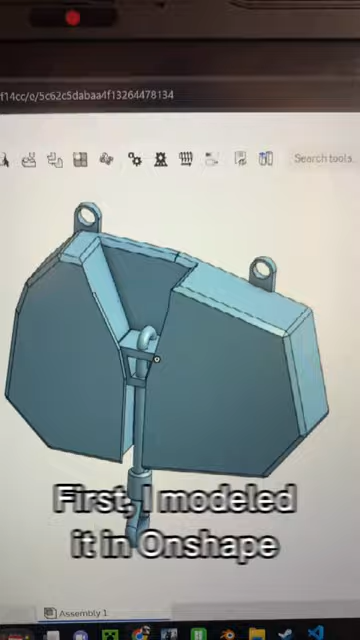 f14cc/e/5c62c5dabaa4f13264478134
Search tools...
First, I modeled
it in Onshape
Assembly 1